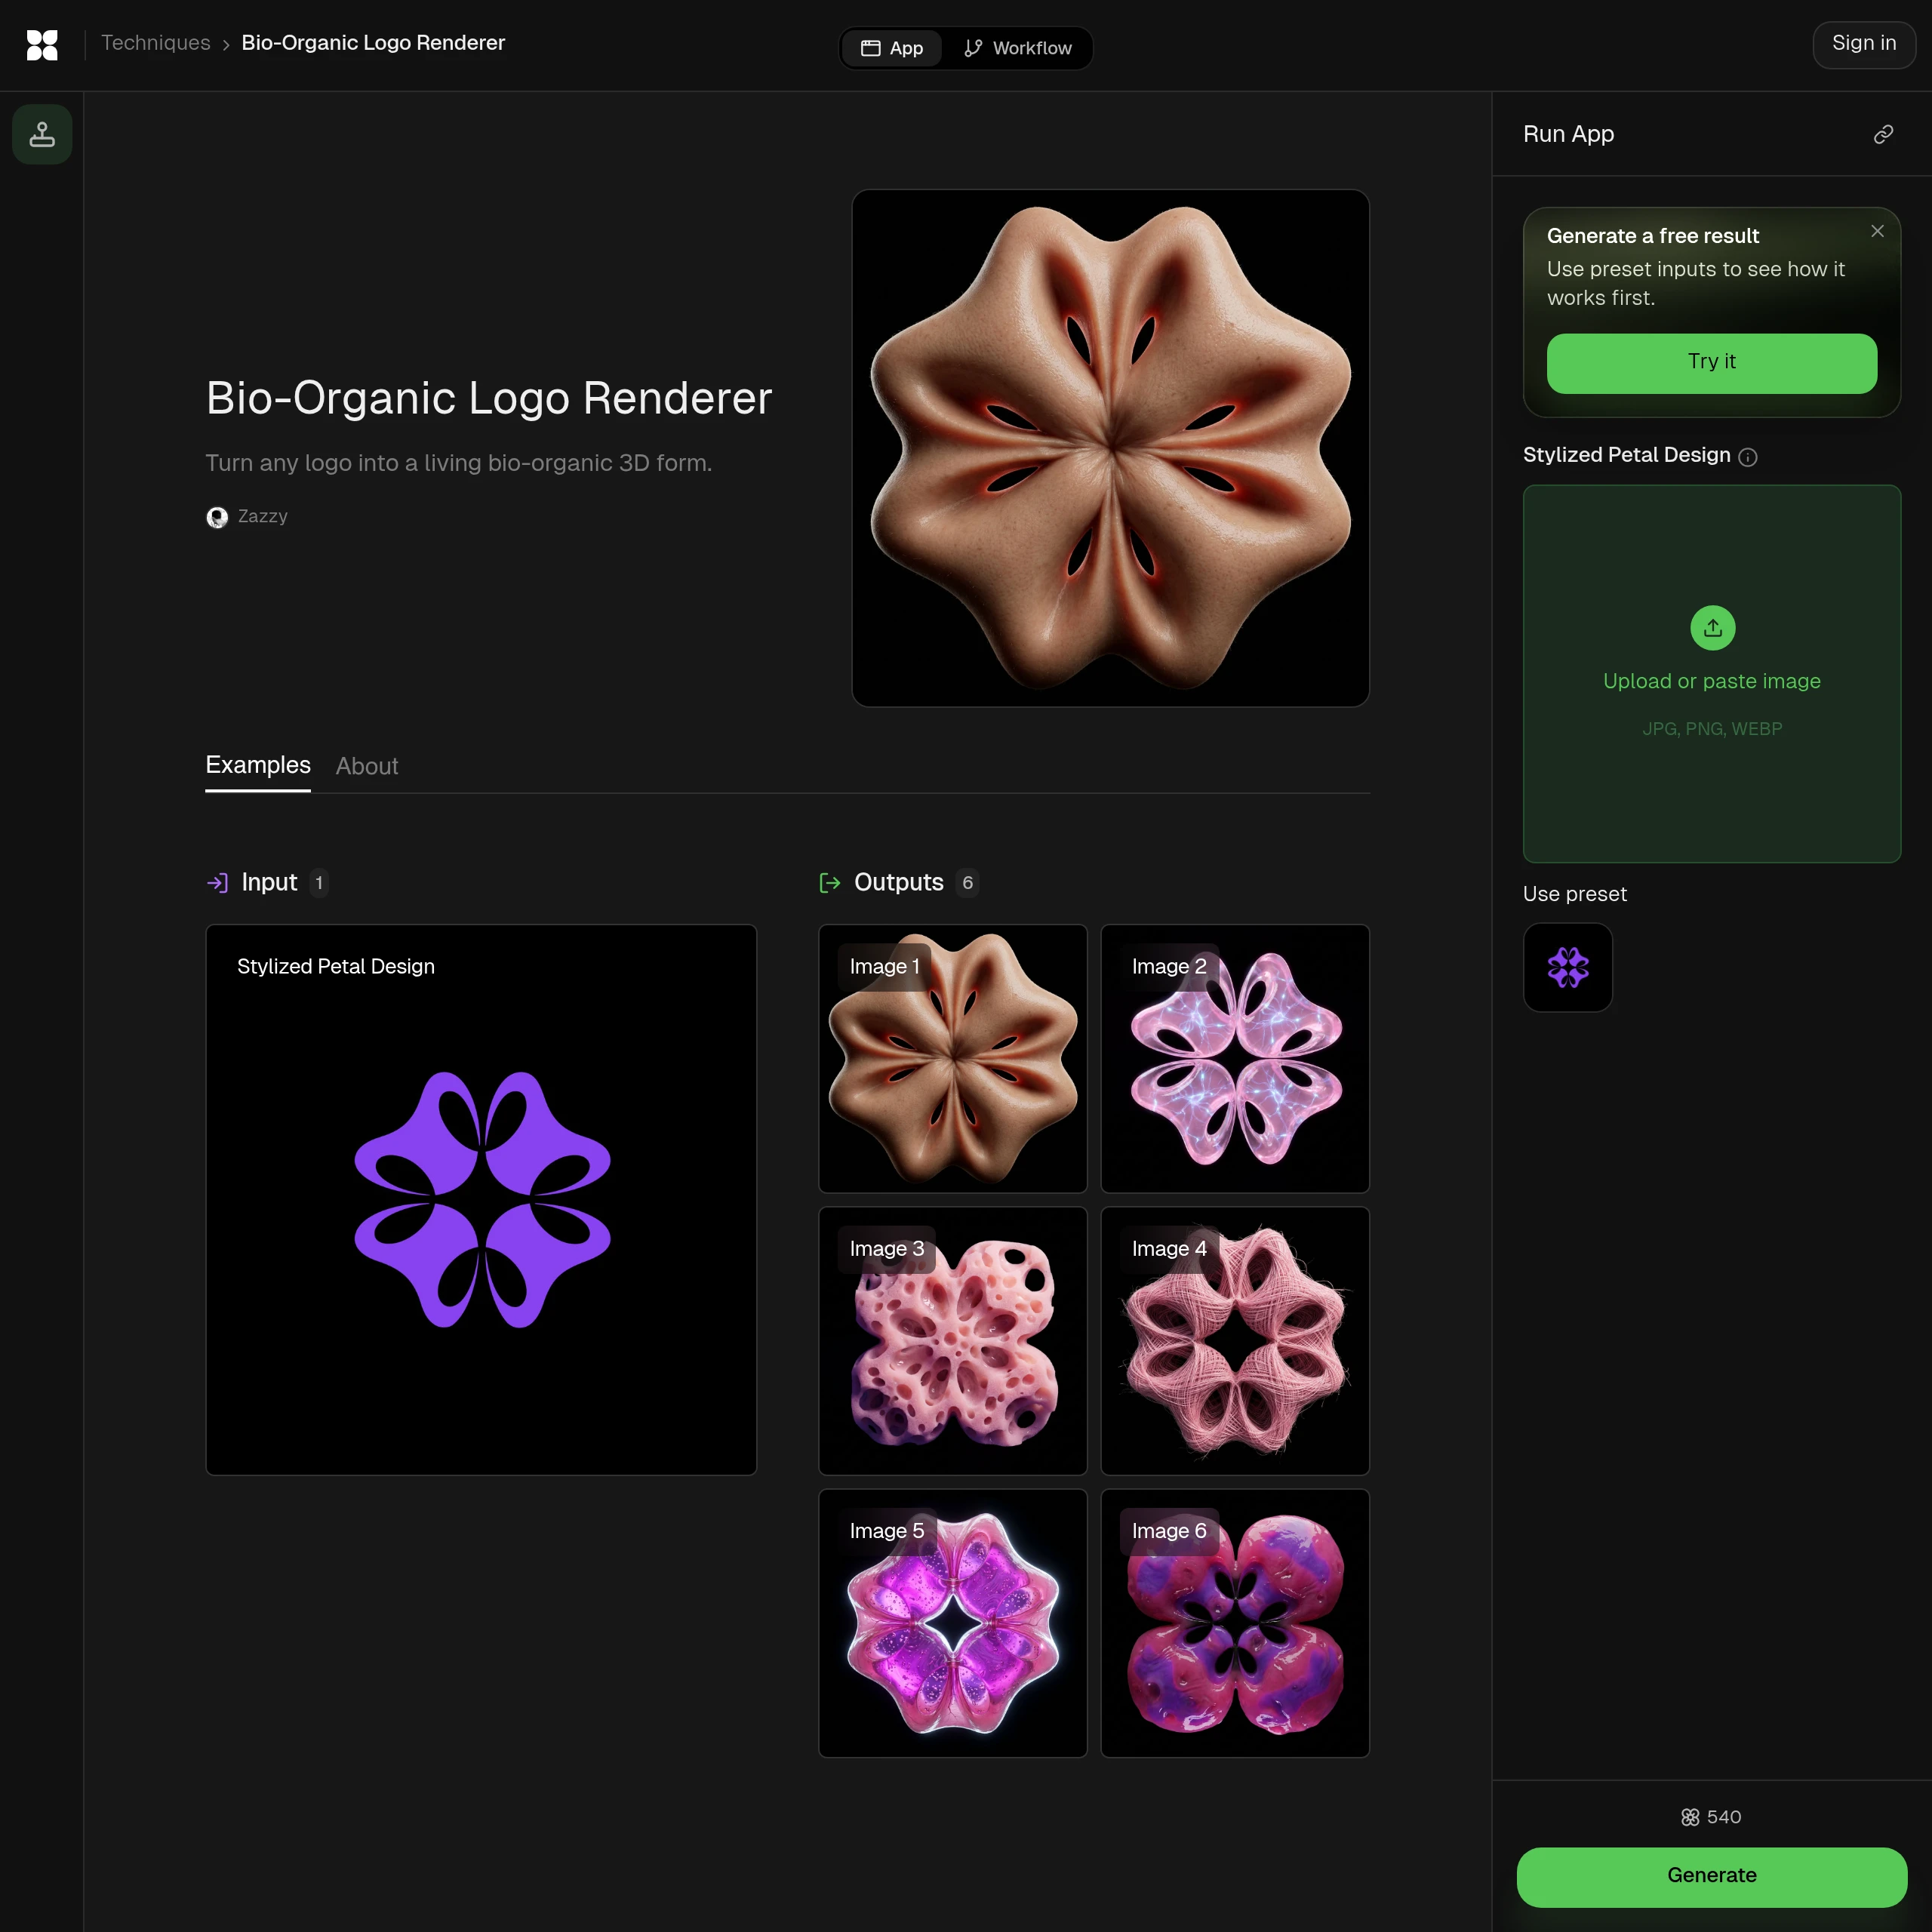 Techniques › Bio-Organic Logo Renderer
App
Workflow
Sign in
Run App
Generate a free result
Use preset inputs to see how it
works first.
Try it
Bio-Organic Logo Renderer
Turn any logo into a living bio-organic 3D form.
Zazzy
Stylized Petal Design
Upload or paste image
JPG, PNG, WEBP
Use preset
Examples
About
Input 1
Stylized Petal Design
Outputs 6
Image 1
Image 2
Image 3
Image 4
Image 5
Image 6
540
Generate